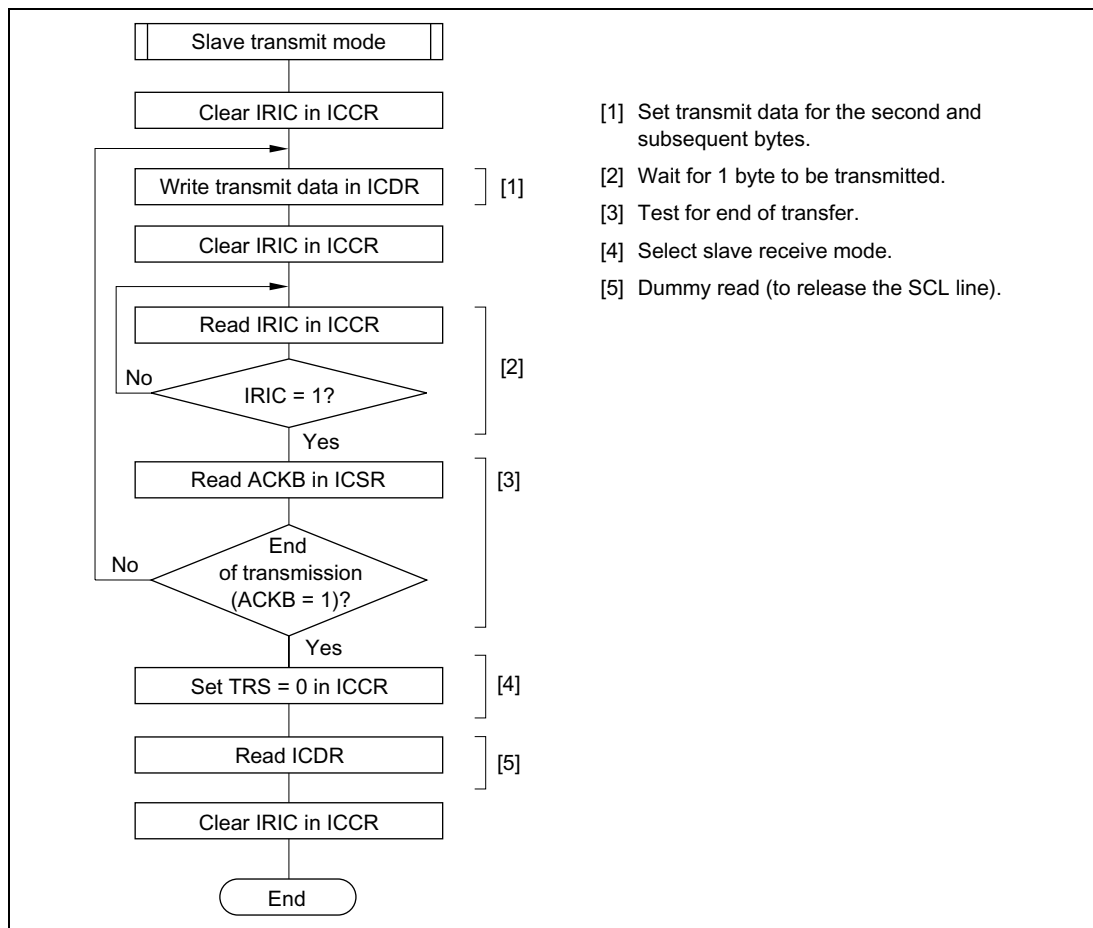 Slave transmit mode
Clear IRIC in ICCR
Write transmit data in ICDR
[1]
Clear IRIC in ICCR
Read IRIC in ICCR
[2]
No
IRIC = 1?
Yes
Read ACKB in ICSR
[3]
No
End
of transmission
(ACKB = 1)?
Yes
Set TRS = 0 in ICCR
[4]
Read ICDR
[5]
Clear IRIC in ICCR
End
[1] Set transmit data for the second and
subsequent bytes.
[2] Wait for 1 byte to be transmitted.
[3] Test for end of transfer.
[4] Select slave receive mode.
[5] Dummy read (to release the SCL line).